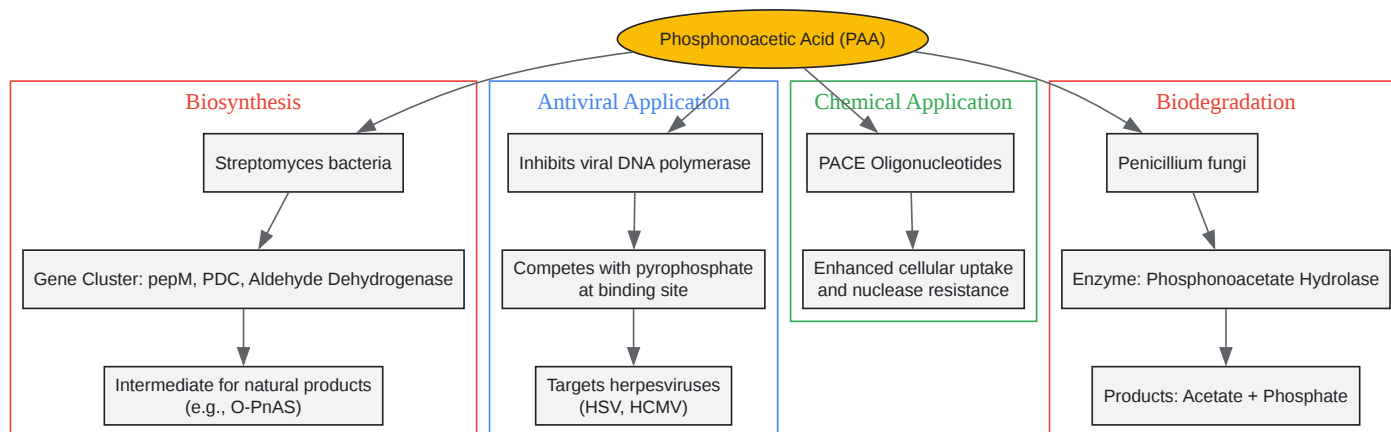 Phosphonoacetic Acid (PAA)
Biosynthesis
Streptomyces bacteria
Gene Cluster: pepM, PDC, Aldehyde Dehydrogenase
Intermediate for natural products
(e.g., O-PnAS)
Antiviral Application
Inhibits viral DNA polymerase
Competes with pyrophosphate
at binding site
Targets herpesviruses
(HSV, HCMV)
Chemical Application
PACE Oligonucleotides
Enhanced cellular uptake
and nuclease resistance
Biodegradation
Penicillium fungi
Enzyme: Phosphonoacetate Hydrolase
Products: Acetate + Phosphate